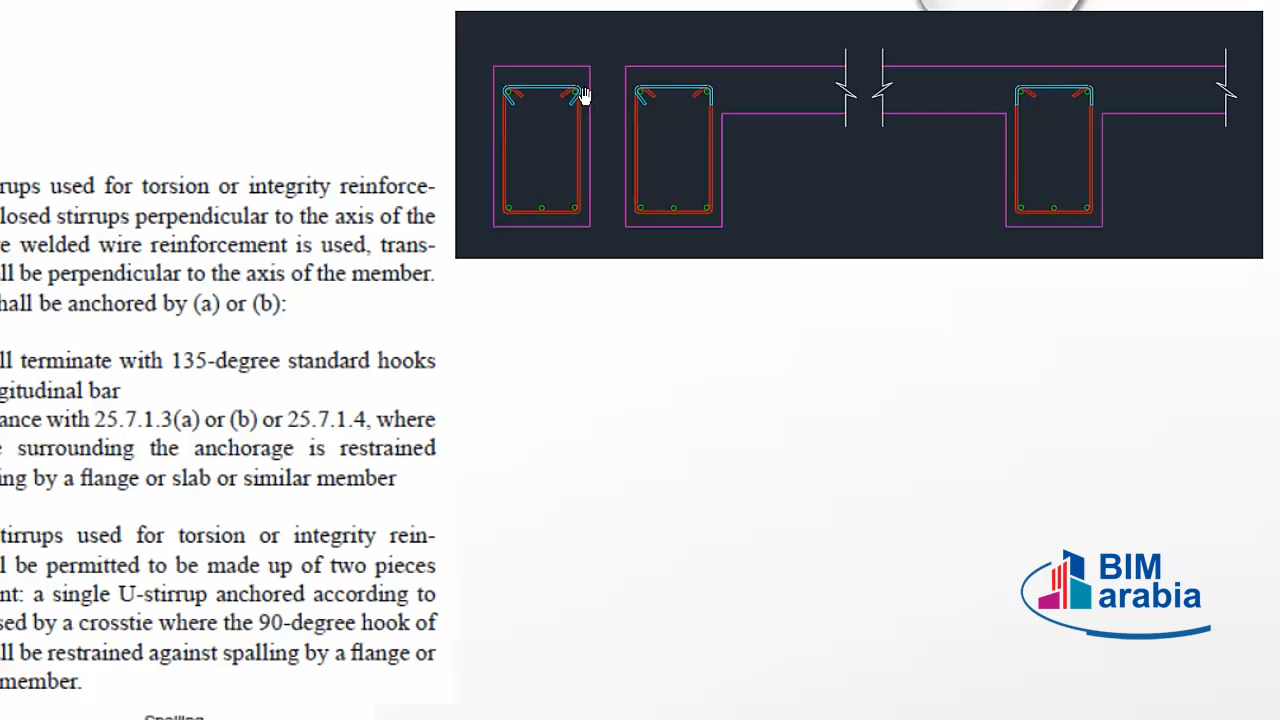 rups used for torsion or integrity reinforce-
losed stirrups perpendicular to the axis of the
e welded wire reinforcement is used, trans-
ll be perpendicular to the axis of the member.
hall be anchored by (a) or (b):
ll terminate with 135-degree standard hooks
gitudinal bar
ance with 25.7.1.3(a) or (b) or 25.7.1.4, where
e surrounding the anchorage is restrained
ing by a flange or slab or similar member
tirrups used for torsion or integrity rein-
l be permitted to be made up of two pieces
nt: a single U-stirrup anchored according to
sed by a crosstie where the 90-degree hook of
ll be restrained against spalling by a flange or
member.
Spalling
BIM
arabia